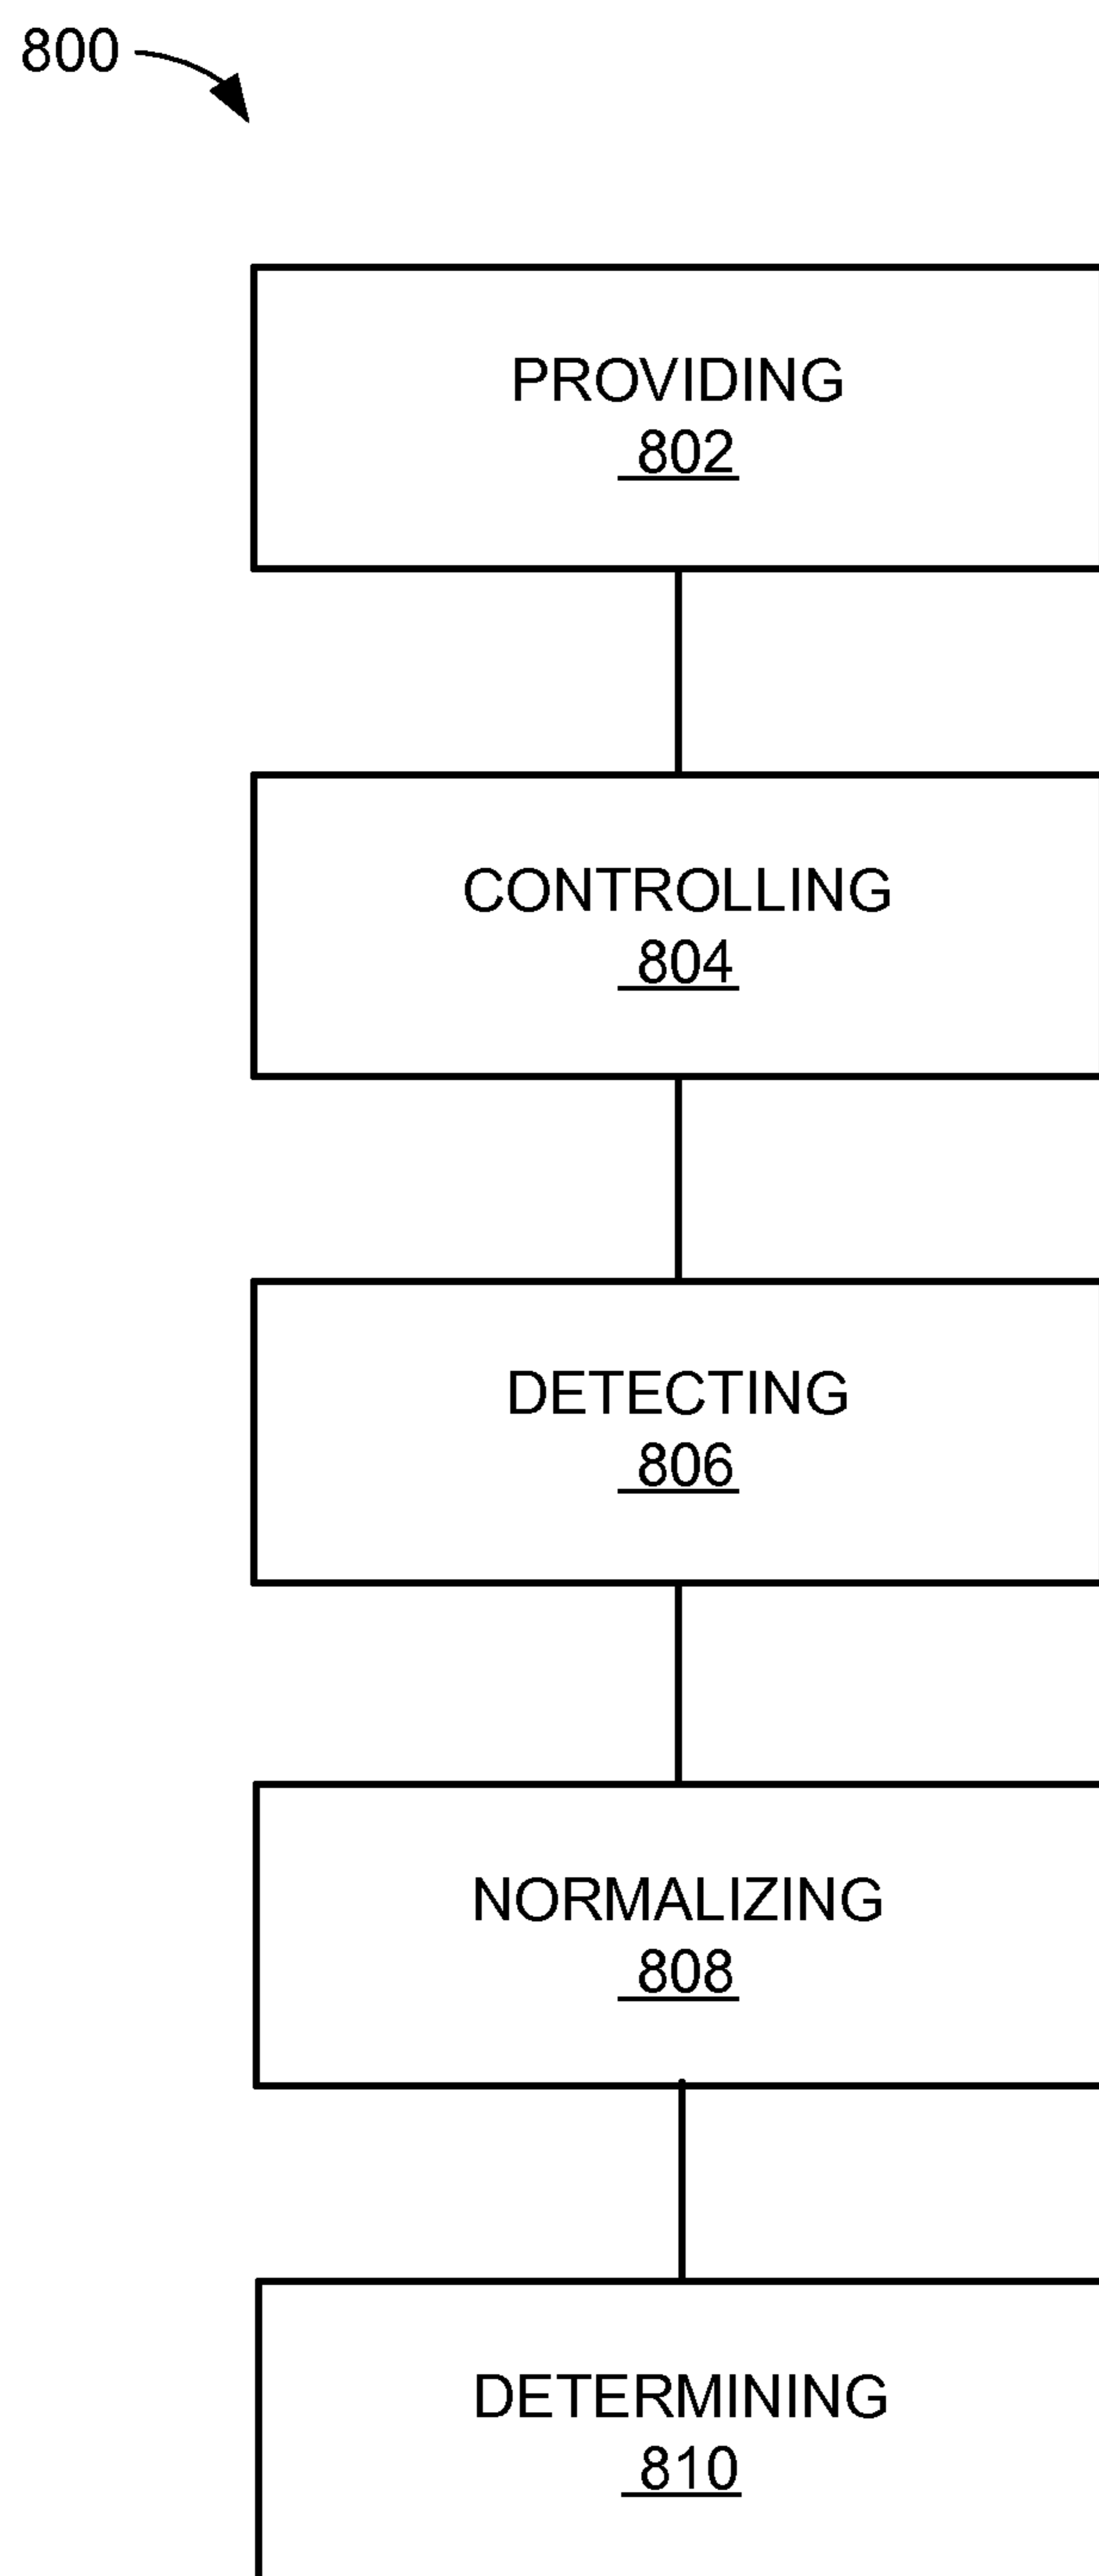 800
PROVIDING
802
CONTROLLING
804
DETECTING
806
NORMALIZING
808
DETERMINING
810